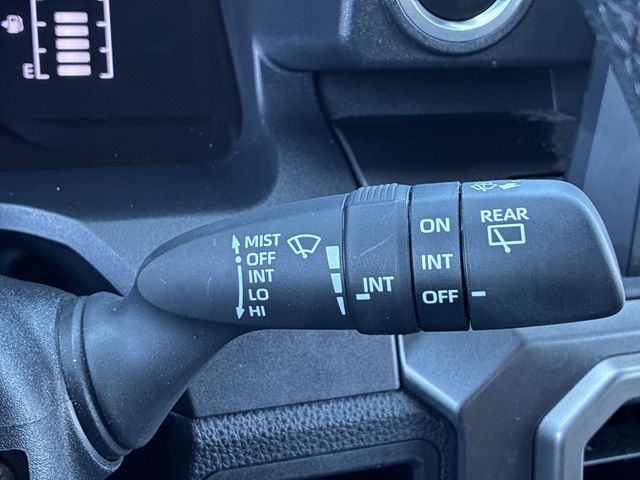 E
MIST
OFF
INT
LO
HI
INT
ON
INT
OFF
REAR